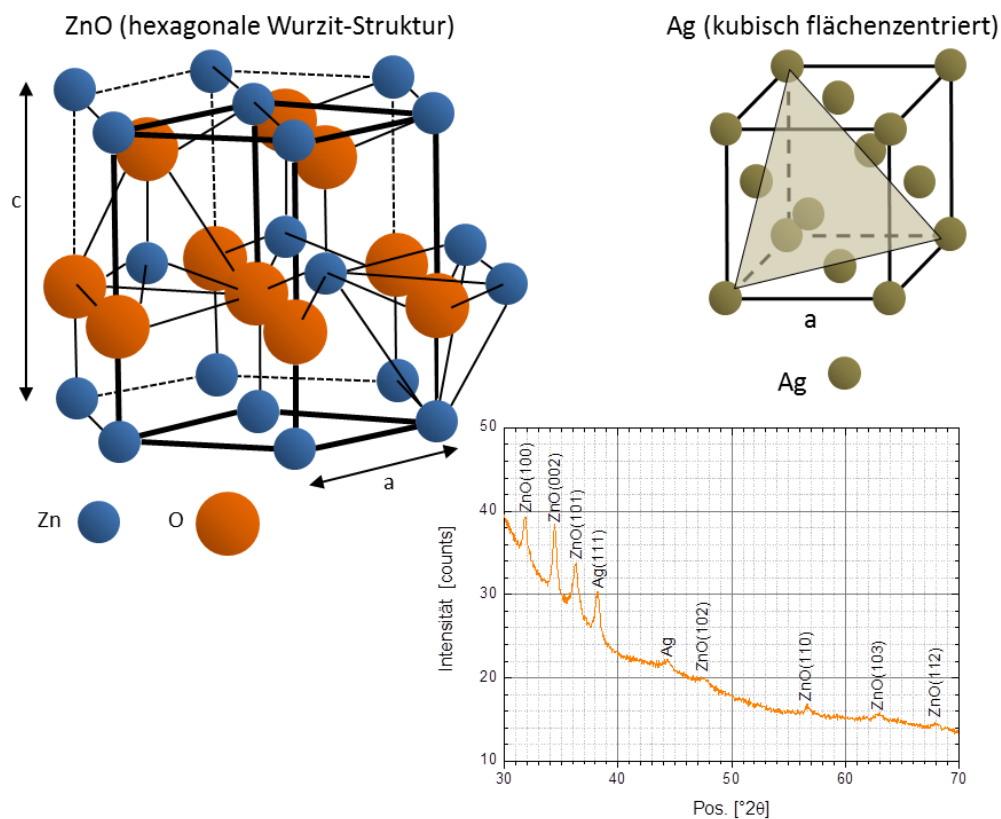 ZnO (hexagonale Wurzit-Struktur)
Ag (kubisch flächenzentriert)
c
a
Zn
O
a
Ag
50
40
30
20
10
Intensität [counts]
ZnO(100)
ZnO(002)
ZnO(101)
Ag(111)
Ag
ZnO(102)
ZnO(110)
ZnO(103)
ZnO(112)
30
40
50
60
70
Pos. [°2θ]